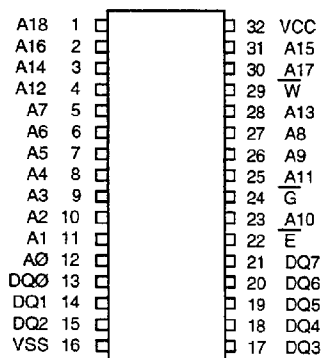 A18 1 32 VCC
A16 2 31 A15
A14 3 30 A17
A12 4 29 W
A7 5 28 A13
A6 6 27 A8
A5 7 26 A9
A4 8 25 A11
A3 9 24 G
A2 10 23 A10
A1 11 22 E
AØ 12 21 DQ7
DQØ 13 20 DQ6
DQ1 14 19 DQ5
DQ2 15 18 DQ4
VSS 16 17 DQ3